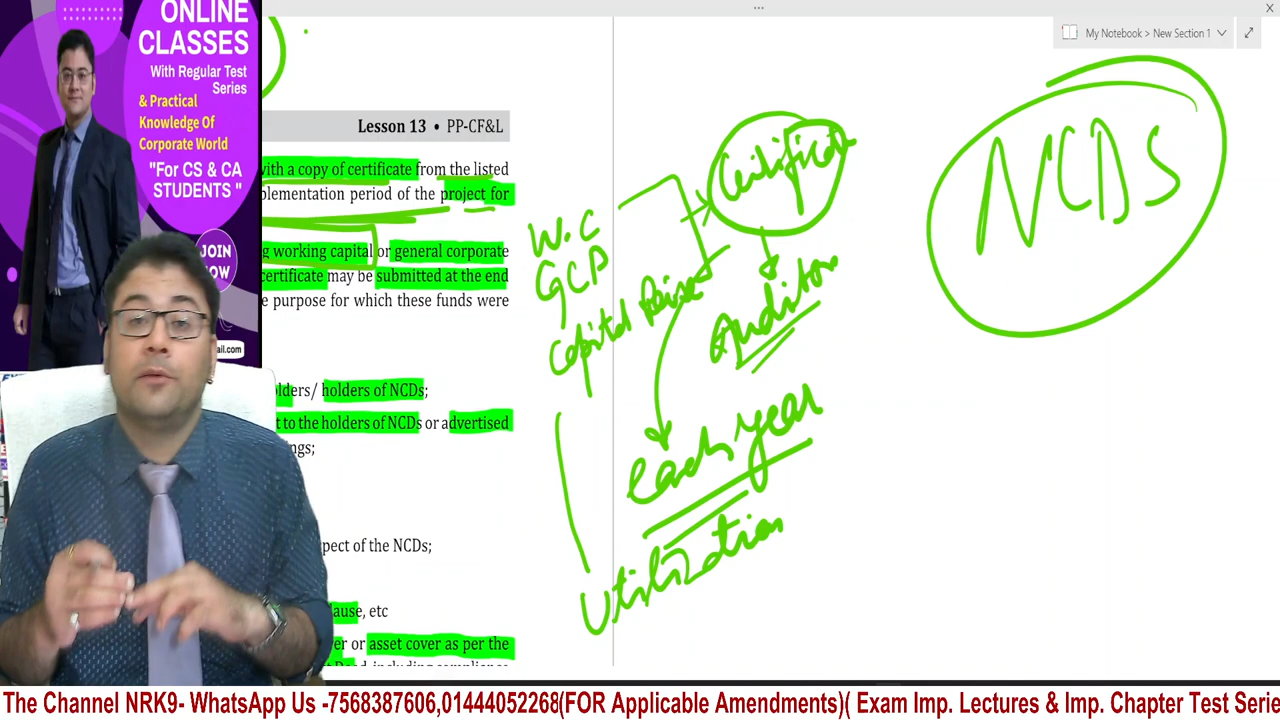 ONLINE
CLASSES
With Regular Test
Series
& Practical
Knowledge Of
Corporate World
"For CS & CA
STUDENTS "
JOIN
NOW
ail.com
My Notebook > New Section 1
Lesson 13 • PP-CF&L
with a copy of certificate from the listed
plementation period of the project for
g working capital or general corporate
certificate may be submitted at the end
e purpose for which these funds were
lders/ holders of NCDs;
t to the holders of NCDs or advertised
ngs;
pect of the NCDs;
lause, etc
er or asset cover as per the
W.C
GCP
Capital Raised
Certificate
Auditor
each year
Utilization
NCDS
The Channel NRK9- WhatsApp Us -7568387606,01444052268(FOR Applicable Amendments)( Exam Imp. Lectures & Imp. Chapter Test Serie